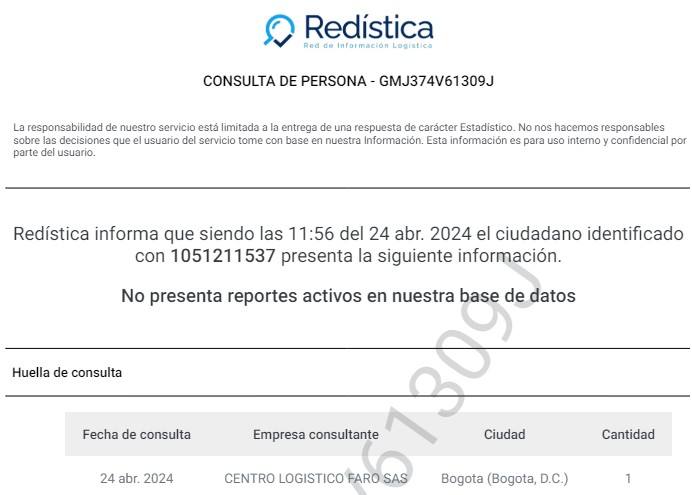 Redística
Red de Información Logística
CONSULTA DE PERSONA - GMJ374V61309J
La responsabilidad de nuestro servicio está limitada a la entrega de una respuesta de carácter Estadístico. No nos hacemos responsables
sobre las decisiones que el usuario del servicio tome con base en nuestra Información. Esta información es para uso interno y confidencial por
parte del usuario.
Redística informa que siendo las 11:56 del 24 abr. 2024 el ciudadano identificado
con 1051211537 presenta la siguiente información.
No presenta reportes activos en nuestra base de datos
Huella de consulta
Fecha de consulta Empresa consultante Ciudad Cantidad
24 abr. 2024 CENTRO LOGISTICO FARO SAS Bogota (Bogota, D.C.) 1
V61309J